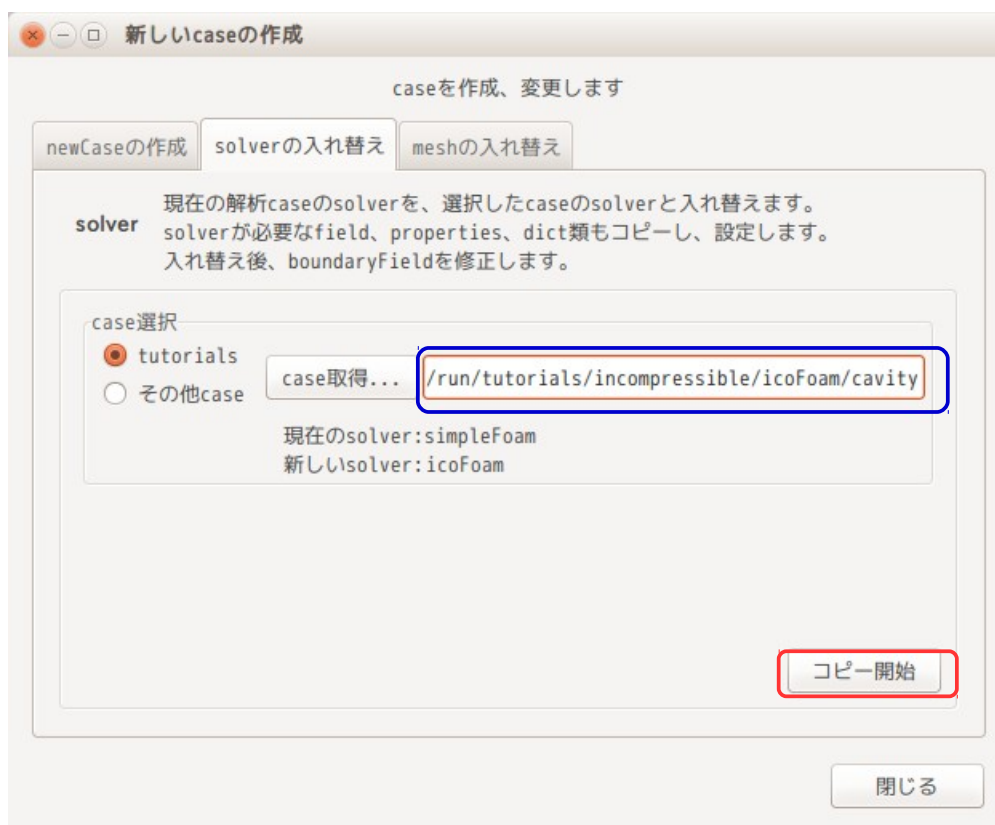 新しいcaseの作成
caseを作成、変更します
newCaseの作成 solverの入れ替え meshの入れ替え
solver
現在の解析caseのsolverを、選択したcaseのsolverと入れ替えます。
solverが必要なfield、properties、dict類もコピーし、設定します。
入れ替え後、boundaryFieldを修正します。
case選択
tutorials
その他case
case取得... /run/tutorials/incompressible/icoFoam/cavity
現在のsolver:simpleFoam
新しいsolver:icoFoam
コピー開始
閉じる